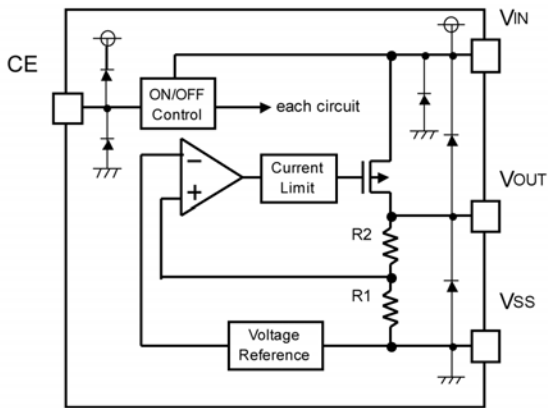 VIN
CE
ON/OFF
Control
each circuit
−
+
Current
Limit
VOUT
R2
R1
VSS
Voltage
Reference